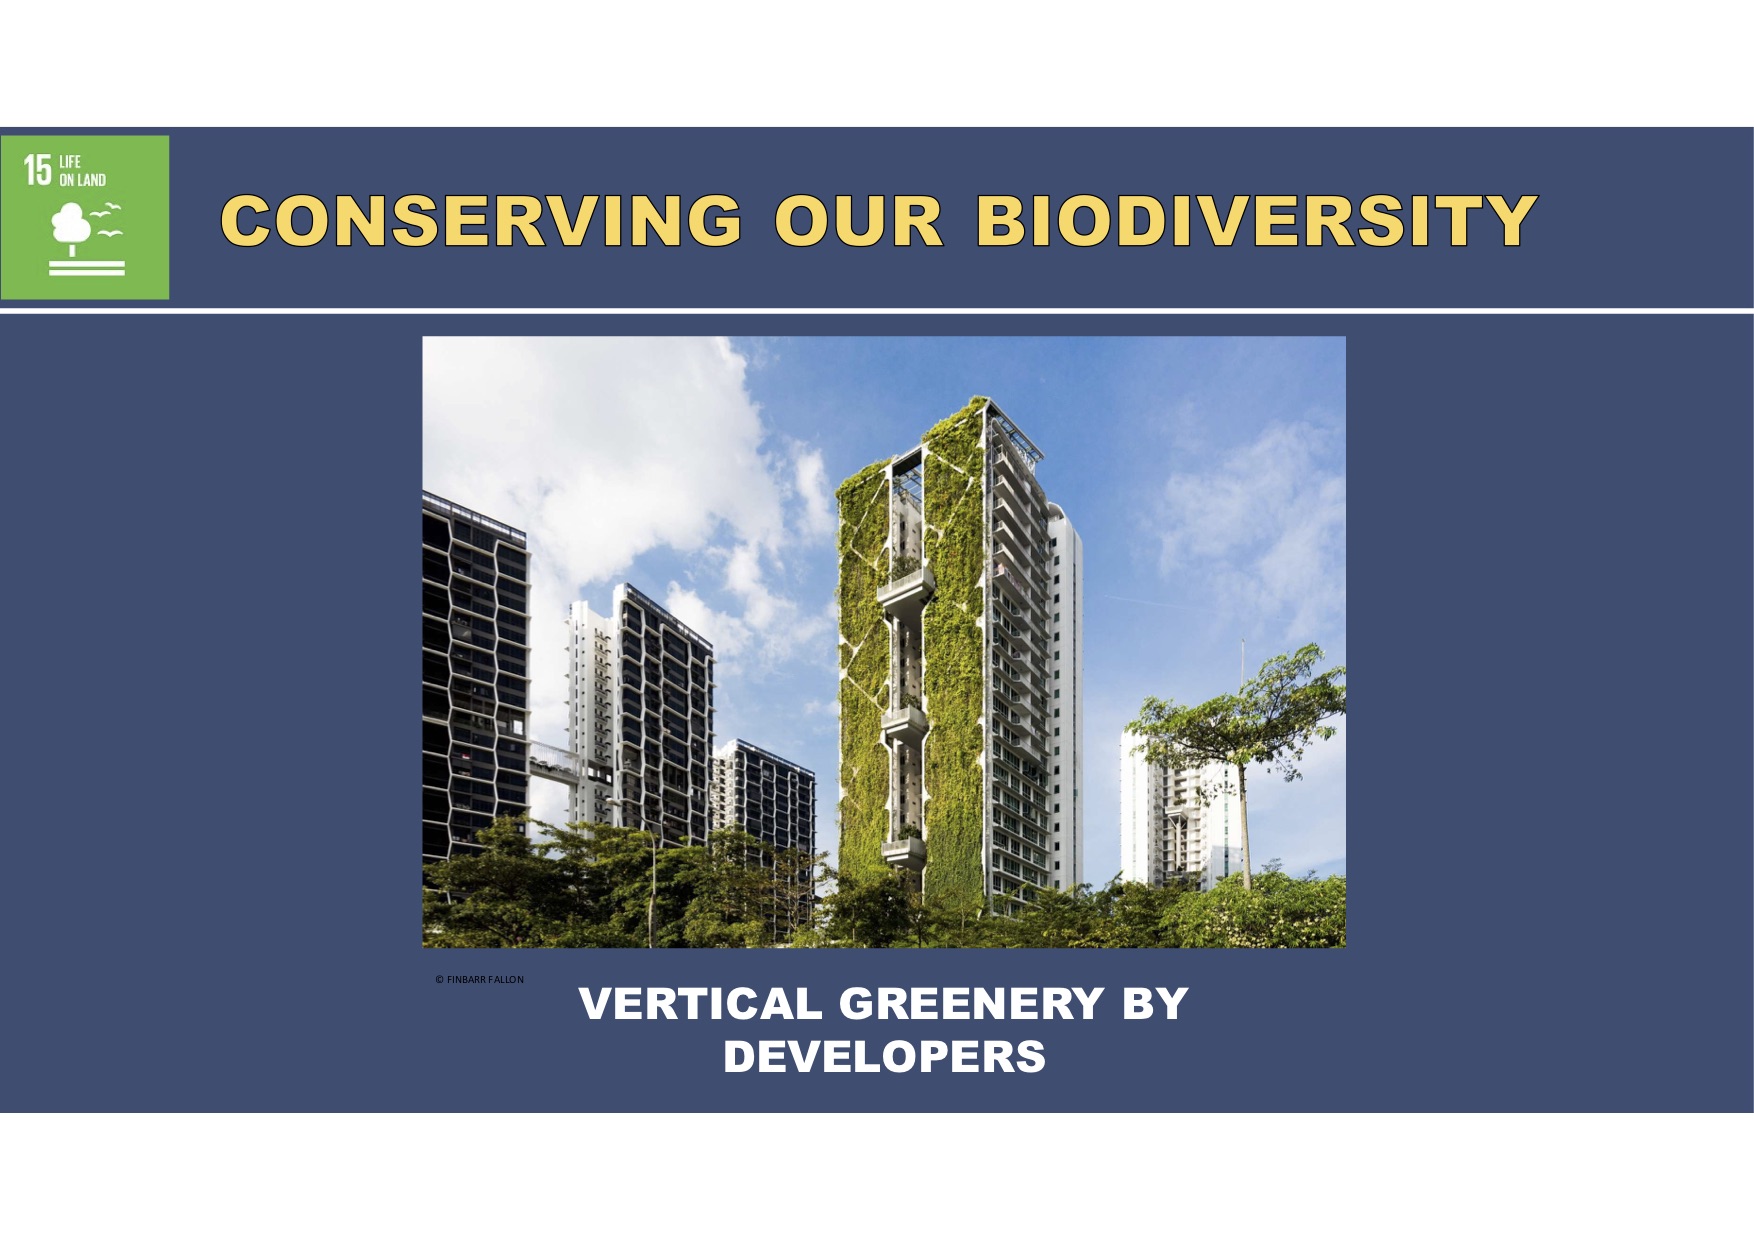 15 LIFE
ON LAND
CONSERVING OUR BIODIVERSITY
© FINBARR FALLON
VERTICAL GREENERY BY
DEVELOPERS